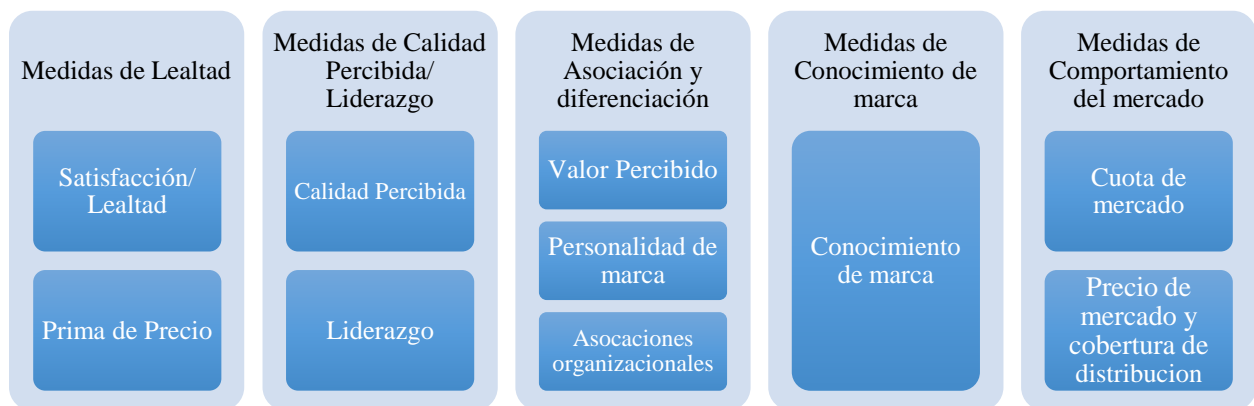 Medidas de Lealtad
Satisfacción/
Lealtad
Prima de Precio
Medidas de Calidad
Percibida/
Liderazgo
Calidad Percibida
Liderazgo
Medidas de
Asociación y
diferenciación
Valor Percibido
Personalidad de
marca
Asocaciones
organizacionales
Medidas de
Conocimiento de
marca
Conocimiento
de marca
Medidas de
Comportamiento
del mercado
Cuota de
mercado
Precio de
mercado y
cobertura de
distribucion